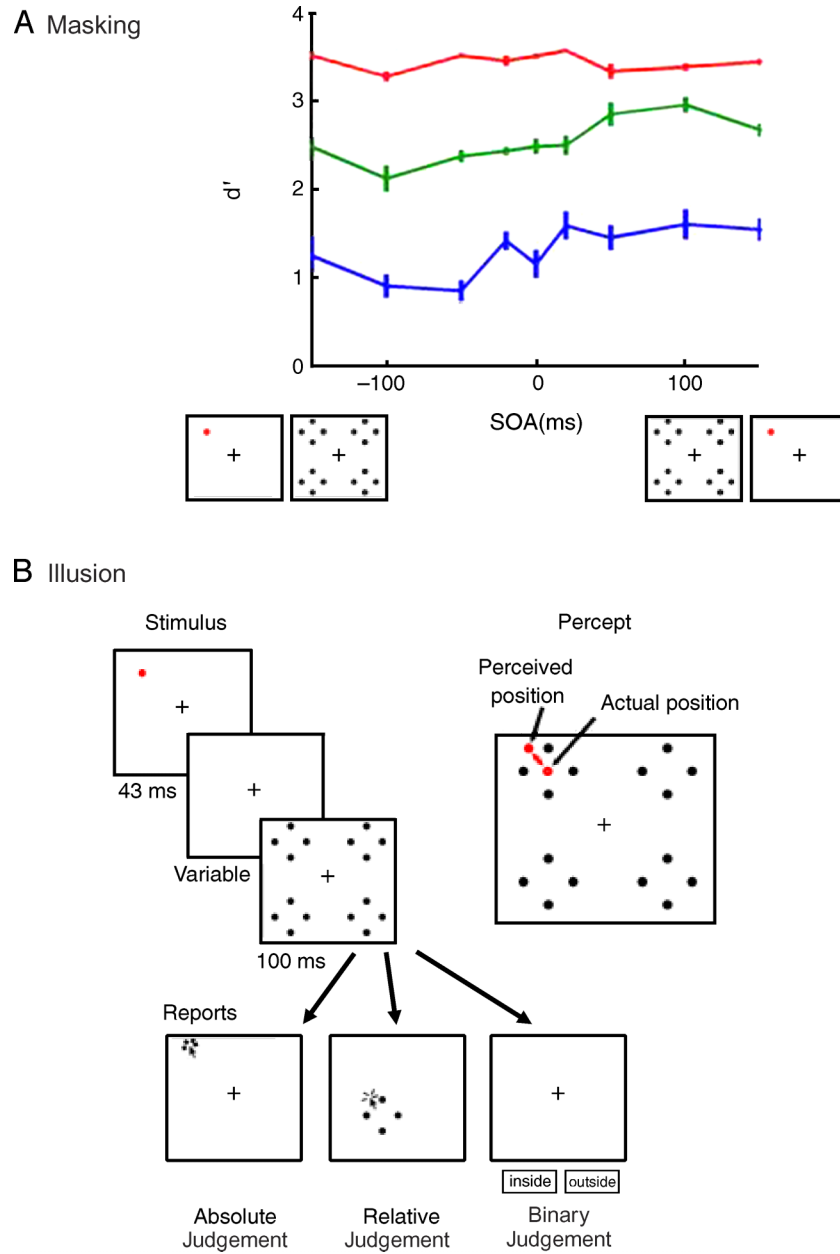 A Masking
4
3
d′
2
1
0
–100 0 100
SOA(ms)
B Illusion
Stimulus Percept
Perceived
position
Actual position
43 ms
Variable
100 ms
Reports
inside outside
Absolute Relative Binary
Judgement Judgement Judgement